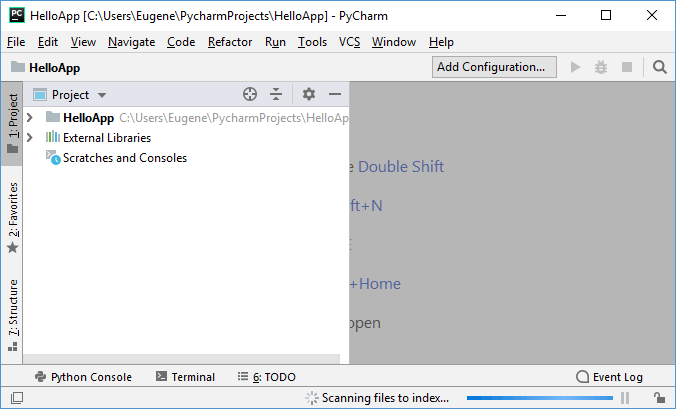 PC HelloApp [C:\Users\Eugene\PycharmProjects\HelloApp] - PyCharm
File Edit View Navigate Code Refactor Run Tools VCS Window Help
HelloApp Add Configuration...
1: Project
2: Favorites
7: Structure
Project
HelloApp C:\Users\Eugene\PycharmProjects\HelloAp
External Libraries
Scratches and Consoles
Double Shift
ft+N
+Home
open
Python Console Terminal 6: TODO Event Log
Scanning files to index...